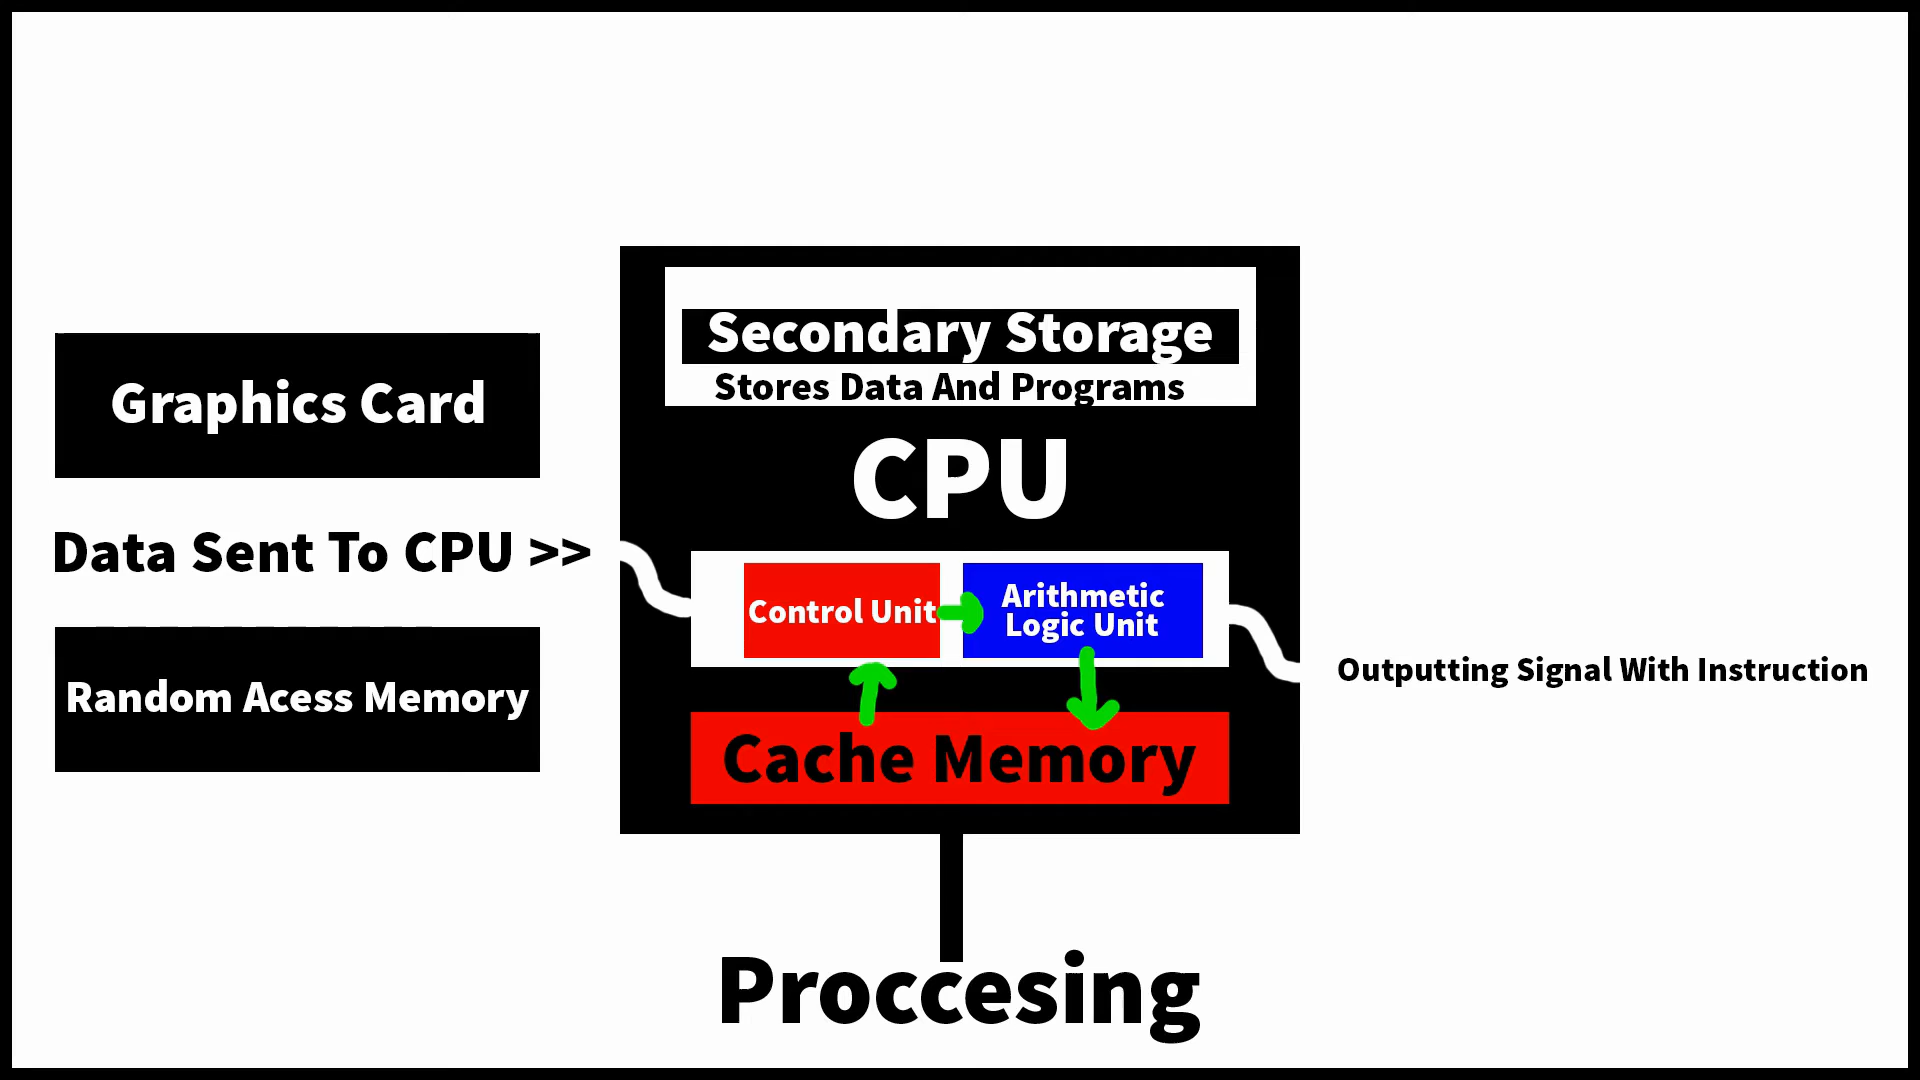 Secondary Storage
Stores Data And Programs
Graphics Card
CPU
Data Sent To CPU >>
Control Unit
Arithmetic
Logic Unit
Outputting Signal With Instruction
Random Acess Memory
Cache Memory
Proccesing